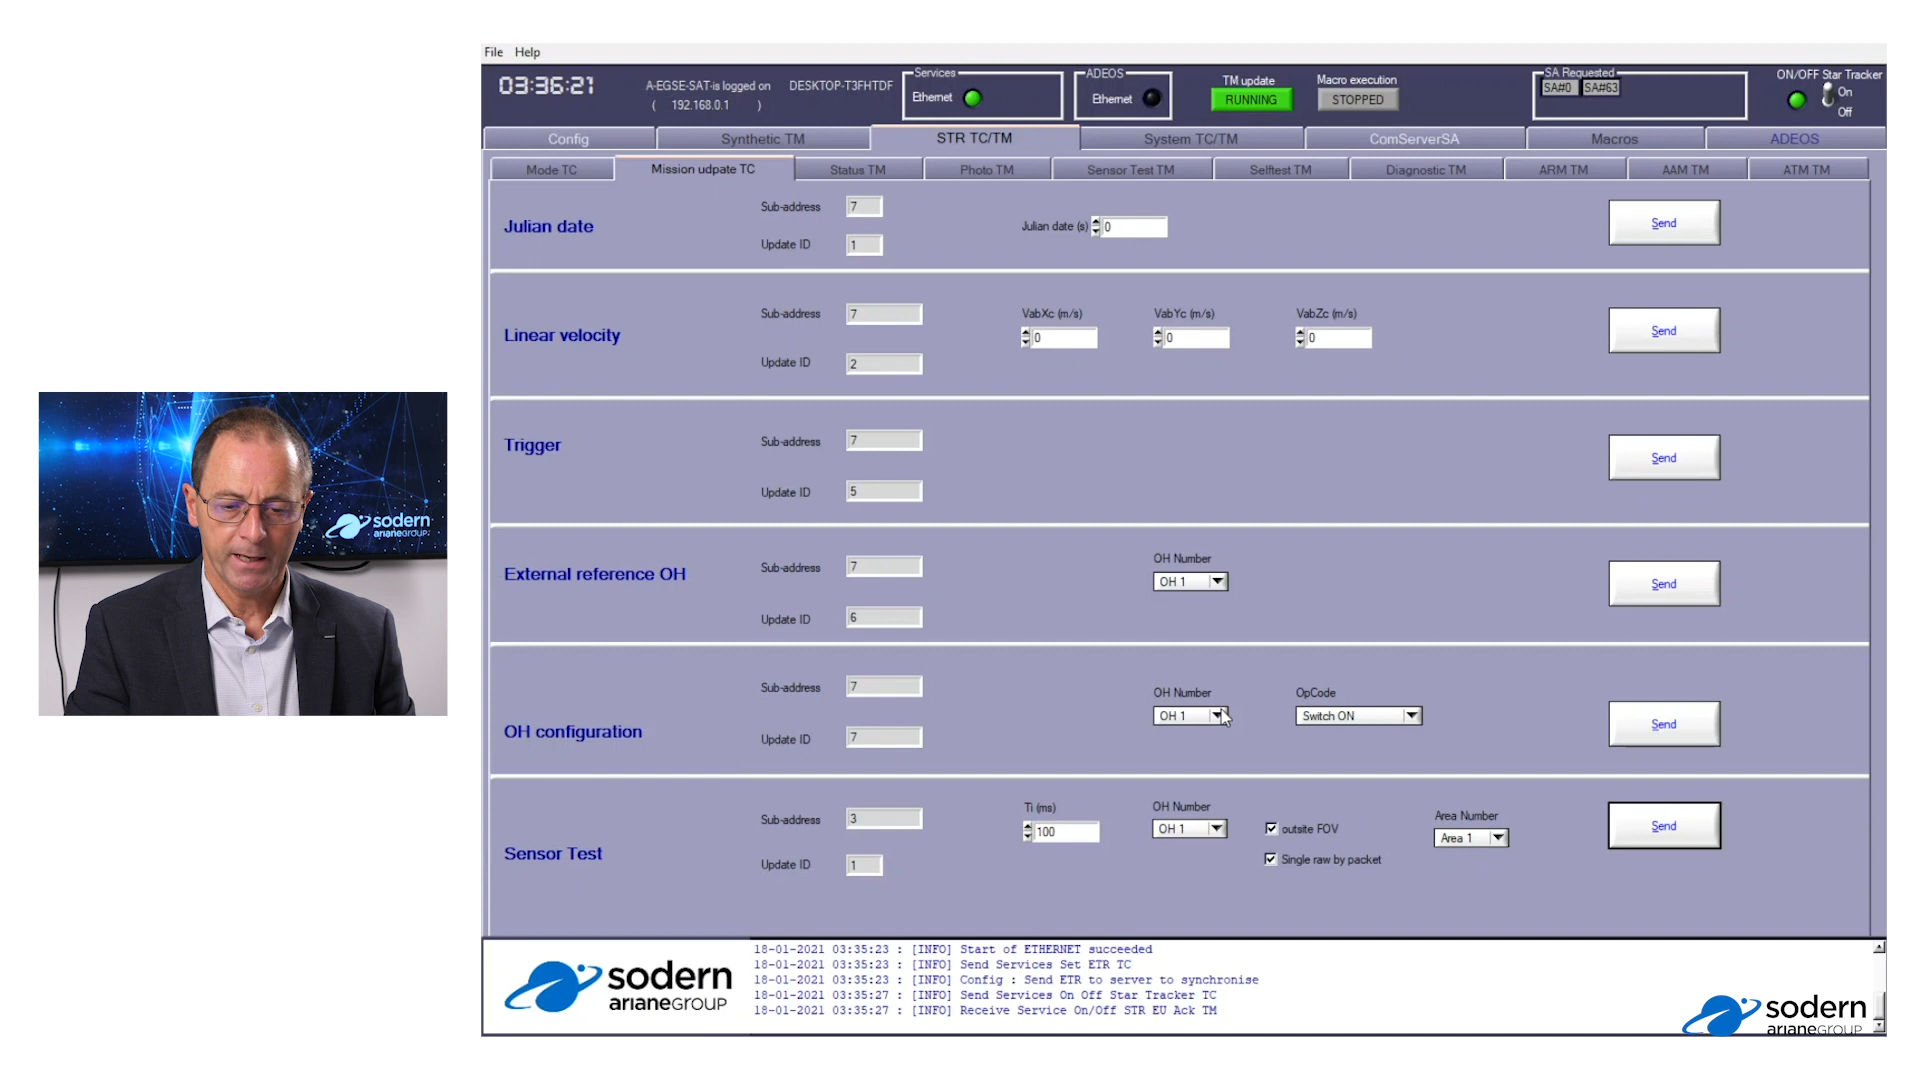 File Help
03:36:21
A-EGSE-SAT-is logged on DESKTOP-T3FHTDF
( 192.168.0.1 )
Services
Ethernet
ADEOS
Ethernet
TM update
RUNNING
Macro execution
STOPPED
SA Requested
SA#0 SA#63
ON/OFF Star Tracker
On
Off
Config Synthetic TM STR TC/TM System TC/TM ComServerSA Macros ADEOS
Mode TC Mission udpate TC Status TM Photo TM Sensor Test TM Selftest TM Diagnostic TM ARM TM AAM TM ATM TM
Julian date
Sub-address 7
Update ID 1
Julian date (s) 0
Send
Linear velocity
Sub-address 7
Update ID 2
VabXc (m/s) VabYc (m/s) VabZc (m/s)
0 0 0
Send
Trigger
Sub-address 7
Update ID 5
Send
External reference OH
Sub-address 7
Update ID 6
OH Number
OH 1
Send
OH configuration
Sub-address 7
Update ID 7
OH Number OpCode
OH 1 Switch ON
Send
Sensor Test
Sub-address 3
Update ID 1
Ti (ms)
100
OH Number
OH 1
outsite FOV
Single raw by packet
Area Number
Area 1
Send
sodern
arianeGROUP
18-01-2021 03:35:23 : [INFO] Start of ETHERNET succeeded
18-01-2021 03:35:23 : [INFO] Send Services Set ETR TC
18-01-2021 03:35:23 : [INFO] Config : Send ETR to server to synchronise
18-01-2021 03:35:27 : [INFO] Send Services On Off Star Tracker TC
18-01-2021 03:35:27 : [INFO] Receive Service On/Off STR EU Ack TM
sodern
arianeGROUP
sodern
arianeGROUP